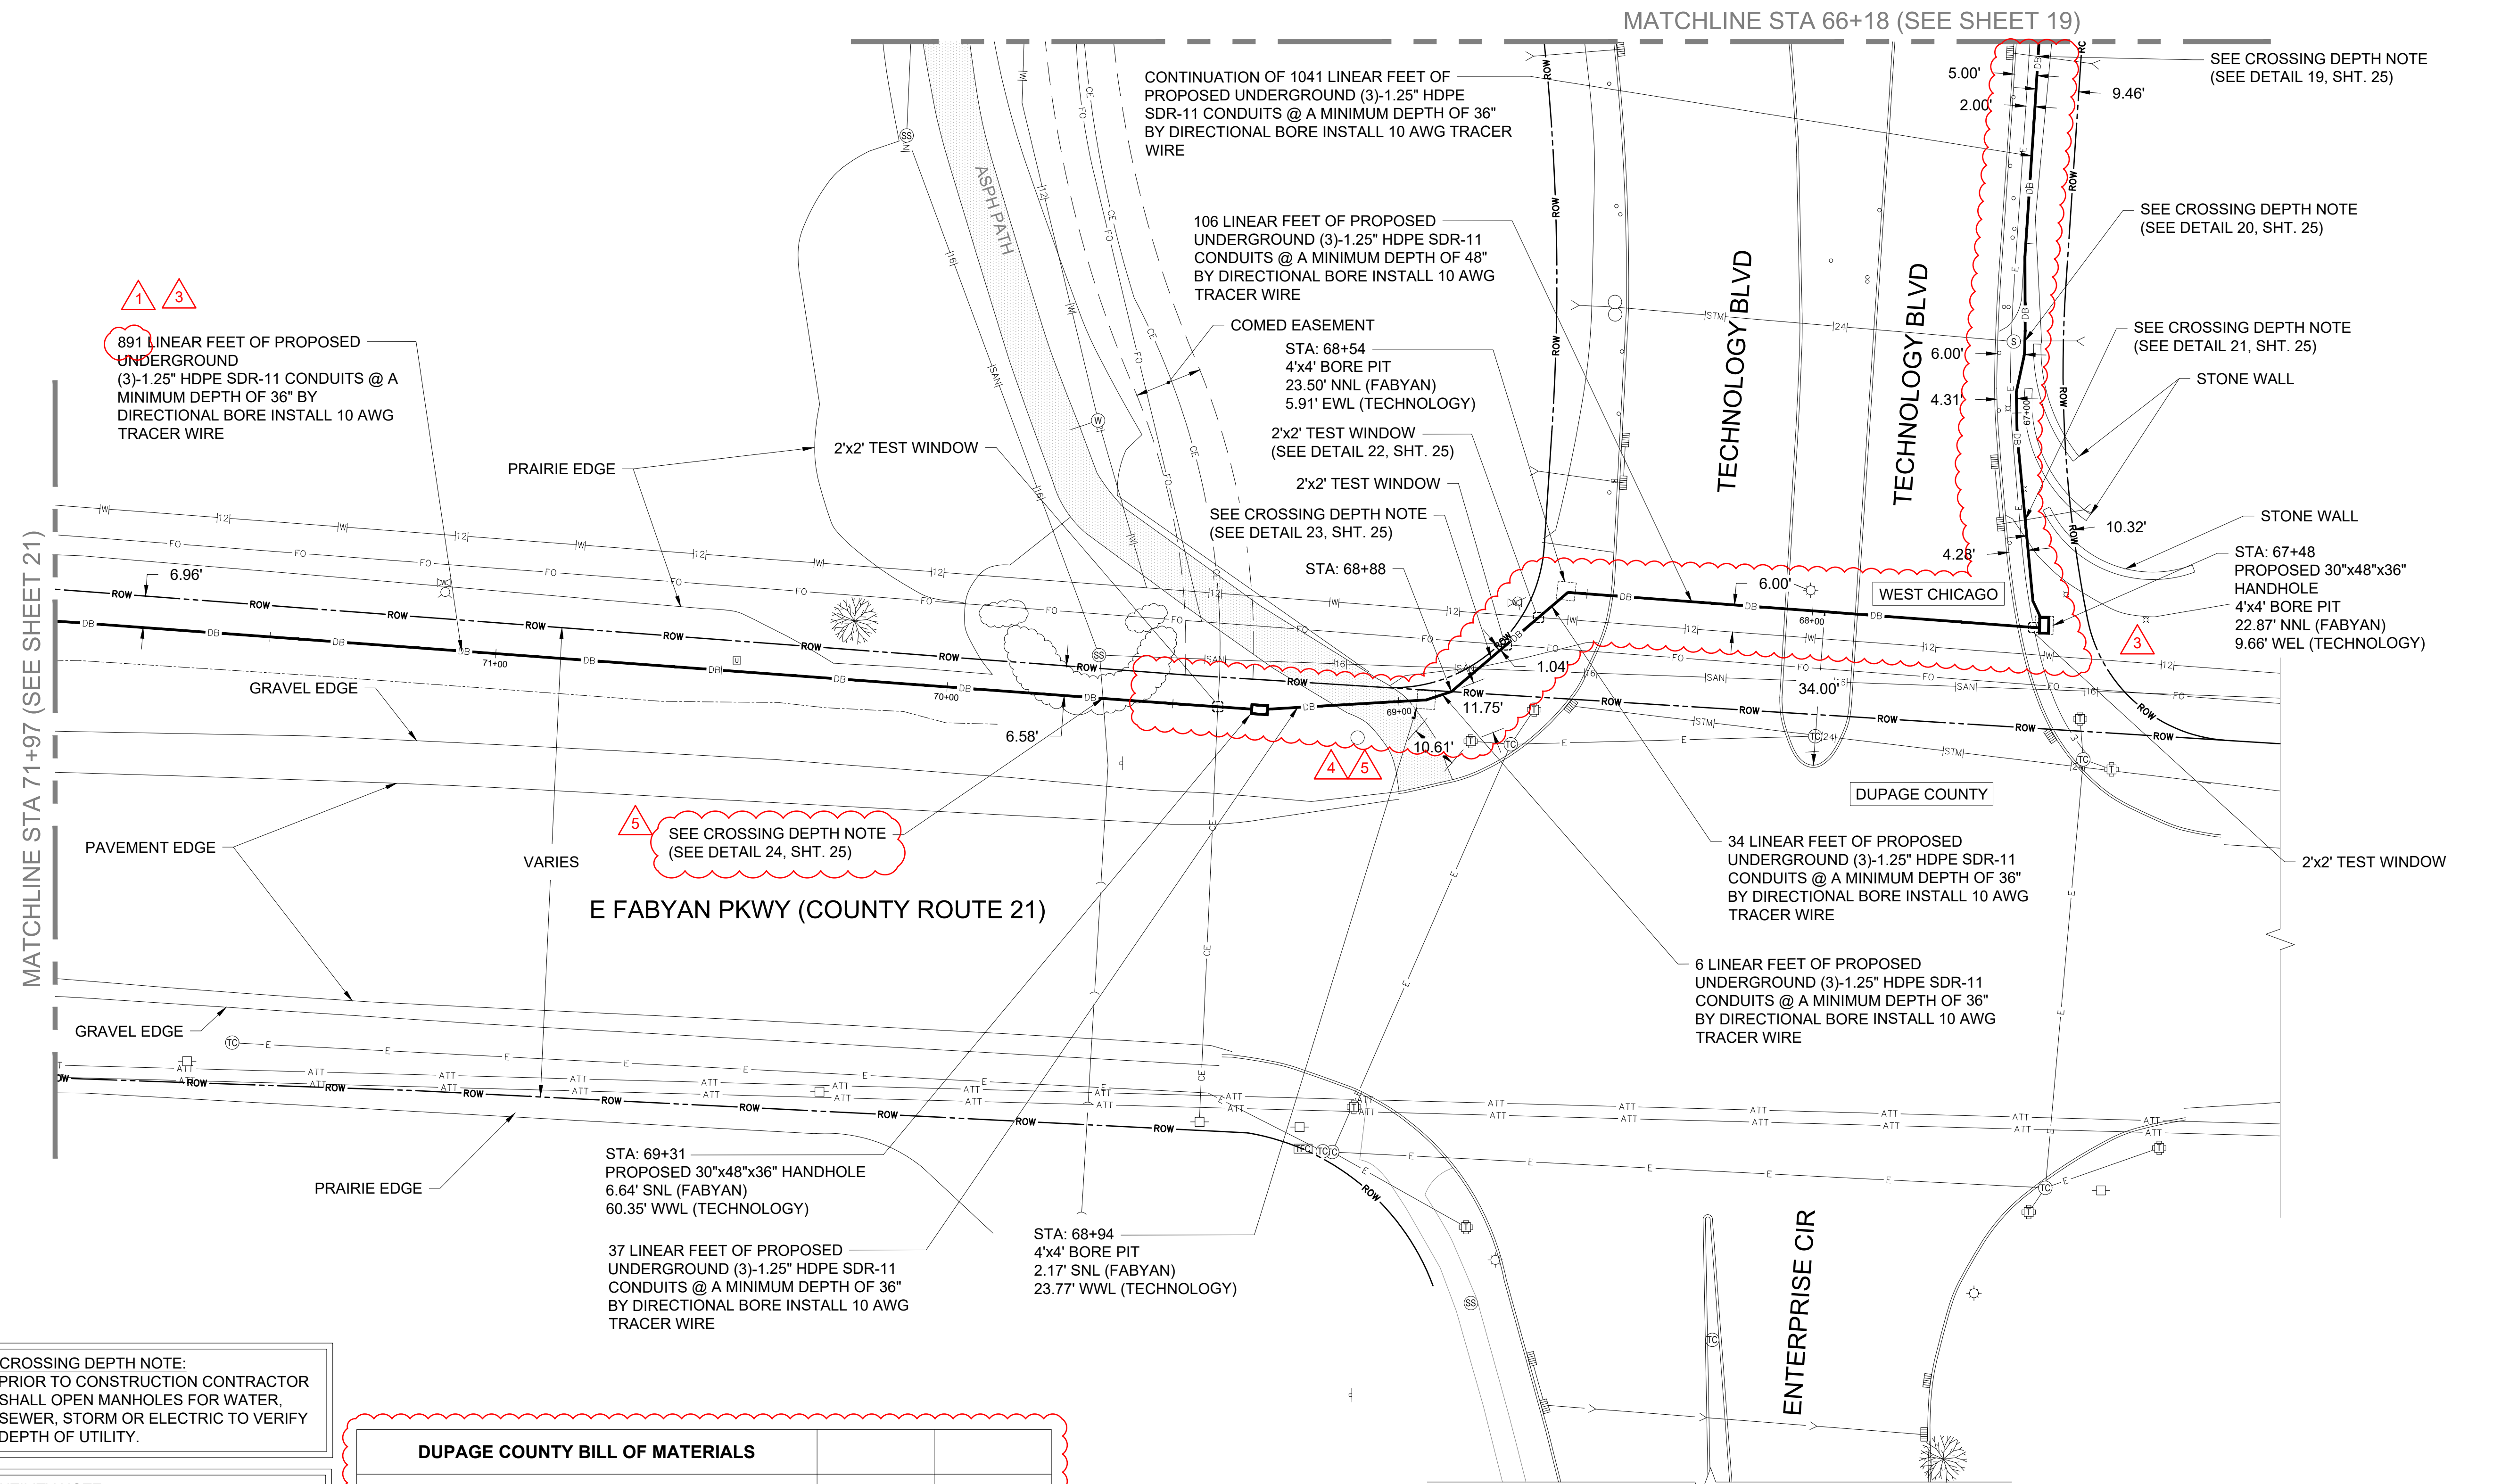 MATCHLINE STA 66+18 (SEE SHEET 19)
CONTINUATION OF 1041 LINEAR FEET OF
PROPOSED UNDERGROUND (3)-1.25" HDPE
SDR-11 CONDUITS @ A MINIMUM DEPTH OF 36"
BY DIRECTIONAL BORE INSTALL 10 AWG TRACER
WIRE
5.00'
2.00'
9.46'
SEE CROSSING DEPTH NOTE
(SEE DETAIL 19, SHT. 25)
SEE CROSSING DEPTH NOTE
(SEE DETAIL 20, SHT. 25)
106 LINEAR FEET OF PROPOSED
UNDERGROUND (3)-1.25" HDPE SDR-11
CONDUITS @ A MINIMUM DEPTH OF 48"
BY DIRECTIONAL BORE INSTALL 10 AWG
TRACER WIRE
ASPH PATH
COMED EASEMENT
STA: 68+54
4'x4' BORE PIT
23.50' NNL (FABYAN)
5.91' EWL (TECHNOLOGY)
2'x2' TEST WINDOW
(SEE DETAIL 22, SHT. 25)
2'x2' TEST WINDOW
SEE CROSSING DEPTH NOTE
(SEE DETAIL 23, SHT. 25)
STA: 68+88
TECHNOLOGY BLVD
TECHNOLOGY BLVD
SEE CROSSING DEPTH NOTE
(SEE DETAIL 21, SHT. 25)
6.00'
4.31'
67+00
STONE WALL
10.32'
STONE WALL
4.28'
STA: 67+48
PROPOSED 30"x48"x36"
HANDHOLE
4'x4' BORE PIT
22.87' NNL (FABYAN)
9.66' WEL (TECHNOLOGY)
3
1
3
891 LINEAR FEET OF PROPOSED
UNDERGROUND
(3)-1.25" HDPE SDR-11 CONDUITS @ A
MINIMUM DEPTH OF 36" BY
DIRECTIONAL BORE INSTALL 10 AWG
TRACER WIRE
PRAIRIE EDGE
2'x2' TEST WINDOW
6.96'
MATCHLINE STA 71+97 (SEE SHEET 21)
71+00
70+00
69+00
68+00
6.00'
WEST CHICAGO
1.04'
11.75'
34.00'
10.61'
6.58'
GRAVEL EDGE
4
5
5
SEE CROSSING DEPTH NOTE
(SEE DETAIL 24, SHT. 25)
PAVEMENT EDGE
VARIES
DUPAGE COUNTY
E FABYAN PKWY (COUNTY ROUTE 21)
34 LINEAR FEET OF PROPOSED
UNDERGROUND (3)-1.25" HDPE SDR-11
CONDUITS @ A MINIMUM DEPTH OF 36"
BY DIRECTIONAL BORE INSTALL 10 AWG
TRACER WIRE
2'x2' TEST WINDOW
6 LINEAR FEET OF PROPOSED
UNDERGROUND (3)-1.25" HDPE SDR-11
CONDUITS @ A MINIMUM DEPTH OF 36"
BY DIRECTIONAL BORE INSTALL 10 AWG
TRACER WIRE
GRAVEL EDGE
PRAIRIE EDGE
STA: 69+31
PROPOSED 30"x48"x36" HANDHOLE
6.64' SNL (FABYAN)
60.35' WWL (TECHNOLOGY)
37 LINEAR FEET OF PROPOSED
UNDERGROUND (3)-1.25" HDPE SDR-11
CONDUITS @ A MINIMUM DEPTH OF 36"
BY DIRECTIONAL BORE INSTALL 10 AWG
TRACER WIRE
STA: 68+94
4'x4' BORE PIT
2.17' SNL (FABYAN)
23.77' WWL (TECHNOLOGY)
ENTERPRISE CIR
CROSSING DEPTH NOTE:
PRIOR TO CONSTRUCTION CONTRACTOR
SHALL OPEN MANHOLES FOR WATER,
SEWER, STORM OR ELECTRIC TO VERIFY
DEPTH OF UTILITY.
DUPAGE COUNTY BILL OF MATERIALS